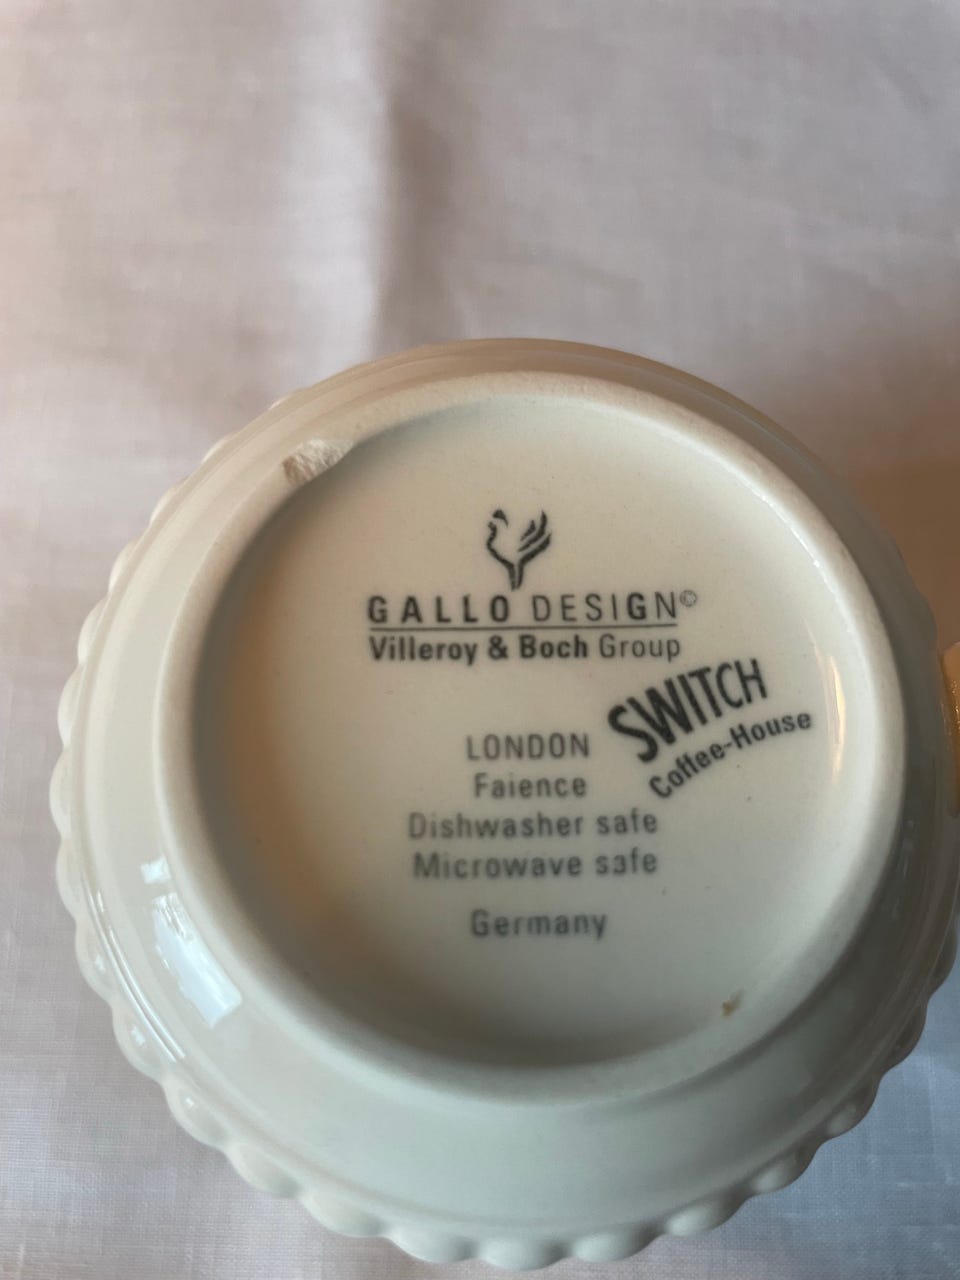 GALLO DESIGN©
Villeroy & Boch Group
SWITCH
Coffee-House
LONDON
Faience
Dishwasher safe
Microwave safe
Germany